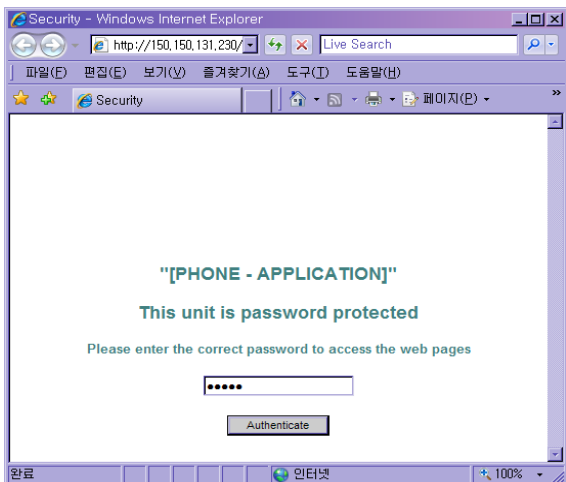 Security - Windows Internet Explorer
http://150,150,131,230/
Live Search
파일(F) 편집(E) 보기(V) 즐겨찾기(A) 도구(T) 도움말(H)
Security
페이지(P)
»
"[PHONE - APPLICATION]"
This unit is password protected
Please enter the correct password to access the web pages
•••••
Authenticate
완료
인터넷
100%